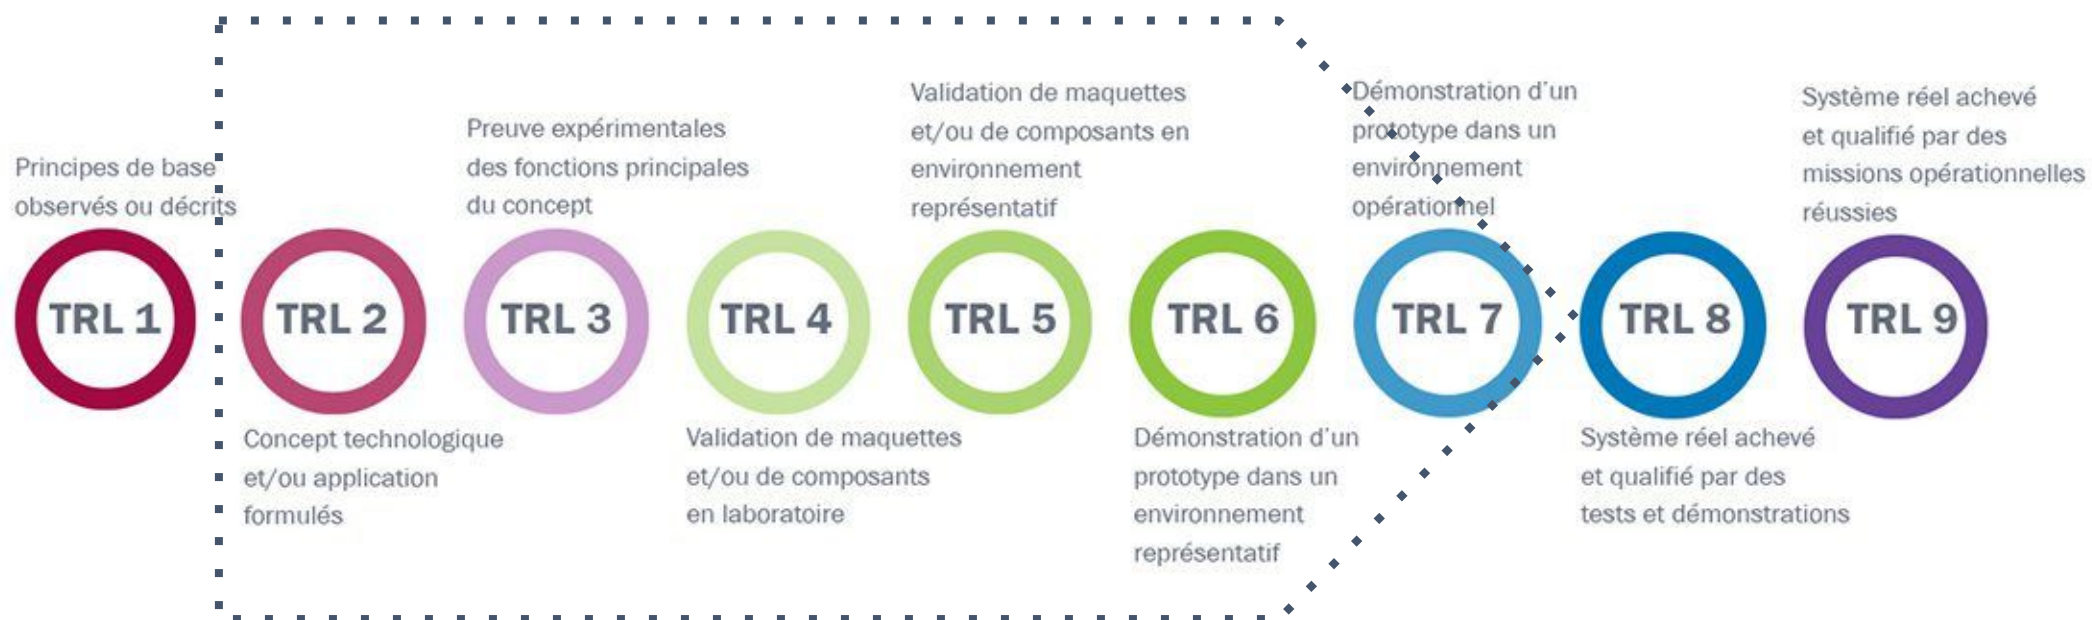 Principes de base
observés ou décrits
TRL 1
TRL 2
Concept technologique
et/ou application
formulés
Preuve expérimentales
des fonctions principales
du concept
TRL 3
TRL 4
Validation de maquettes
et/ou de composants
en laboratoire
Validation de maquettes
et/ou de composants en
environnement
représentatif
TRL 5
TRL 6
Démonstration d'un
prototype dans un
environnement
représentatif
Démonstration d'un
prototype dans un
environnement
opérationnel
TRL 7
TRL 8
Système réel achevé
et qualifié par des
tests et démonstrations
Système réel achevé
et qualifié par des
missions opérationnelles
réussies
TRL 9